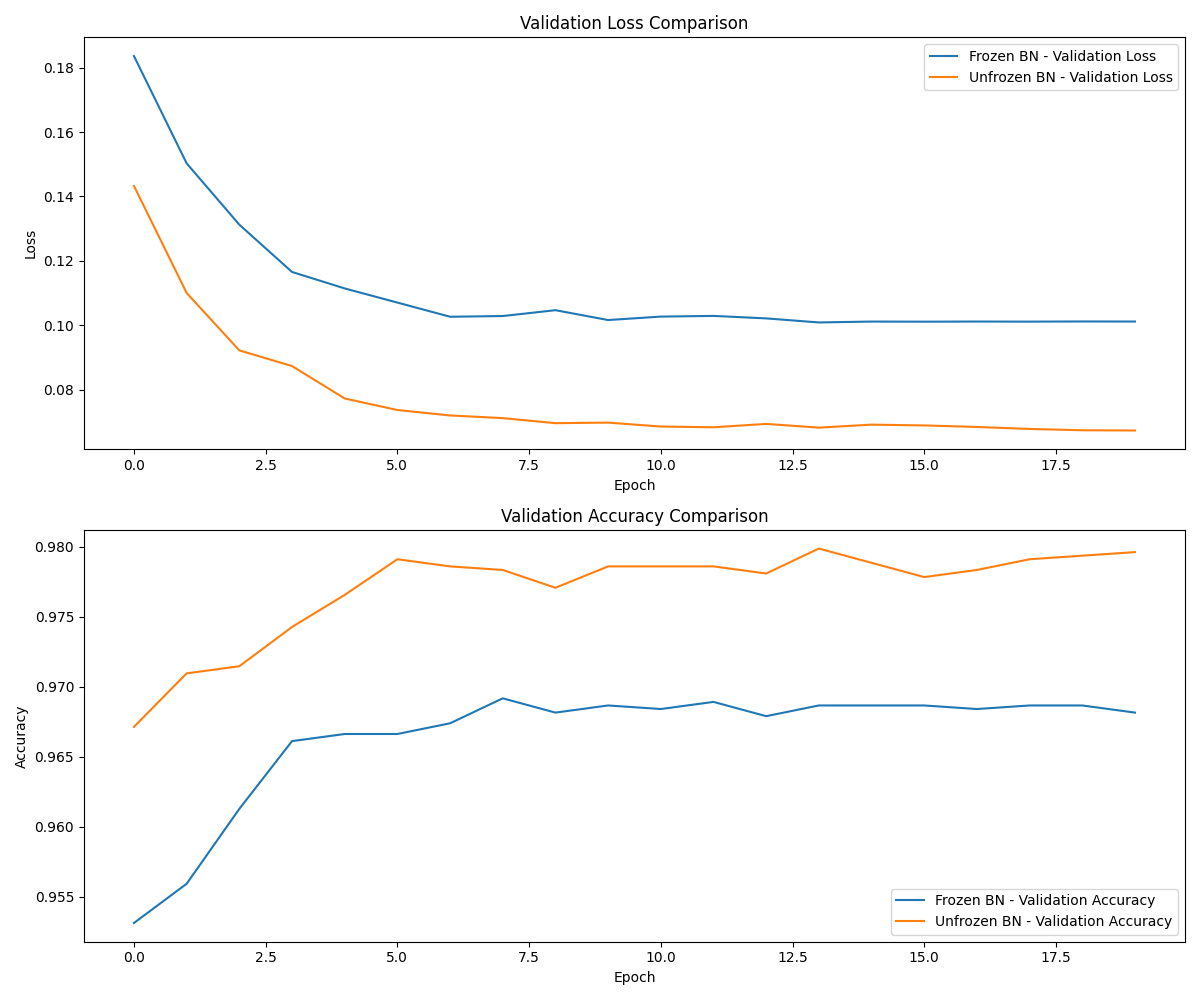 Validation Loss Comparison
Frozen BN - Validation Loss
Unfrozen BN - Validation Loss
0.18
0.16
0.14
0.12
0.10
0.08
Loss
0.0 2.5 5.0 7.5 10.0 12.5 15.0 17.5
Epoch
Validation Accuracy Comparison
0.980
0.975
0.970
0.965
0.960
0.955
Accuracy
Frozen BN - Validation Accuracy
Unfrozen BN - Validation Accuracy
0.0 2.5 5.0 7.5 10.0 12.5 15.0 17.5
Epoch